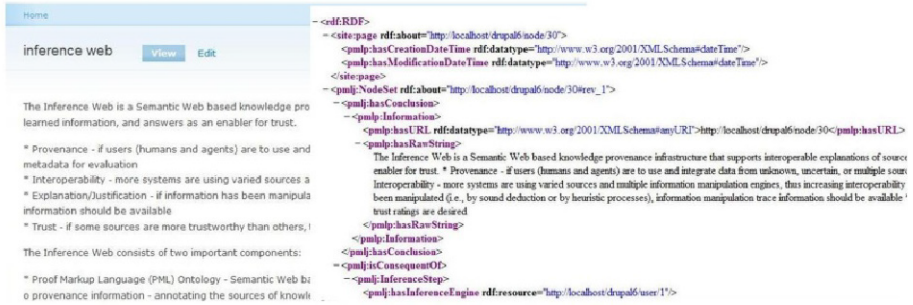 Home
inference web View Edit
The Inference Web is a Semantic Web based knowledge pro
learned information, and answers as an enabler for trust.
* Provenance - if users (humans and agents) are to use and
metadata for evaluation
* Interoperability - more systems are using varied sources a
* Explanation/Justification - if information has been manipula
information should be available
* Trust - if some sources are more trustworthy than others,
The Inference Web consists of two important components:
* Proof Markup Language (PML) Ontology - Semantic Web ba
o provenance information - annotating the sources of knowl
- <rdf:RDF>
- <site:page rdf:about="http://localhost/drupal6/node/30">
<pmlp:hasCreationDateTime rdf:datatype="http://www.w3.org/2001/XMLSchema#dateTime"/>
<pmlp:hasModificationDateTime rdf:datatype="http://www.w3.org/2001/XMLSchema#dateTime"/>
</site:page>
- <pmlj:NodeSet rdf:about="http://localhost/drupal6/node/30#rev_1">
- <pmlj:hasConclusion>
- <pmlp:Information>
<pmlp:hasURL rdf:datatype="http://www.w3.org/2001/XMLSchema#anyURI">http://localhost/drupal6/node/30</pmlp:hasURL>
- <pmlp:hasRawString>
The Inference Web is a Semantic Web based knowledge provenance infrastructure that supports interoperable explanations of source
enabler for trust. * Provenance - if users (humans and agents) are to use and integrate data from unknown, uncertain, or multiple sourc
Interoperability - more systems are using varied sources and multiple information manipulation engines, thus increasing interoperability
been manipulated (i.e., by sound deduction or by heuristic processes), information manipulation trace information should be available *
trust ratings are desired
</pmlp:hasRawString>
</pmlp:Information>
</pmlj:hasConclusion>
- <pmlj:isConsequentOf>
- <pmlj:InferenceStep>
<pmlj:hasInferenceEngine rdf:resource="http://localhost/drupal6/user/1"/>